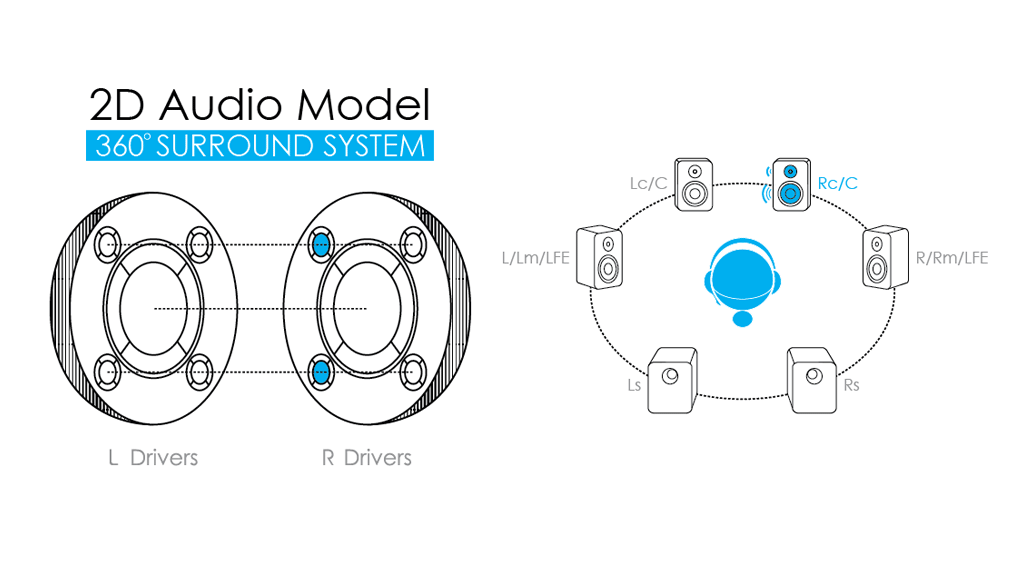 2D Audio Model
360° SURROUND SYSTEM
Lc/C
Rc/C
L/Lm/LFE
R/Rm/LFE
Ls
Rs
L Drivers
R Drivers